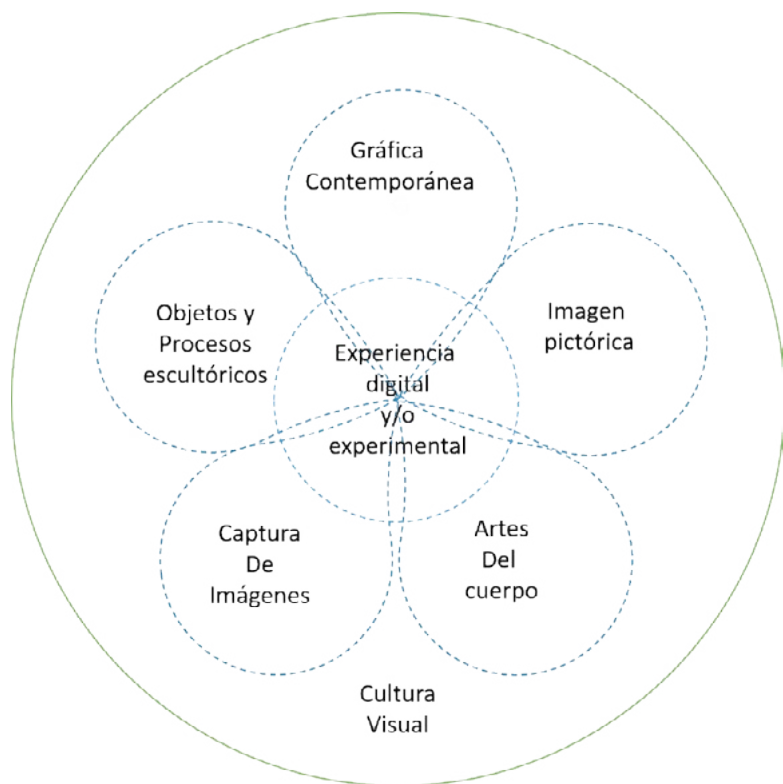 Gráfica
Contemporánea
Objetos y
Procesos
escultóricos
Imagen
pictórica
Experiencia
digital
y/o
experimental
Captura
De
Imágenes
Artes
Del
cuerpo
Cultura
Visual